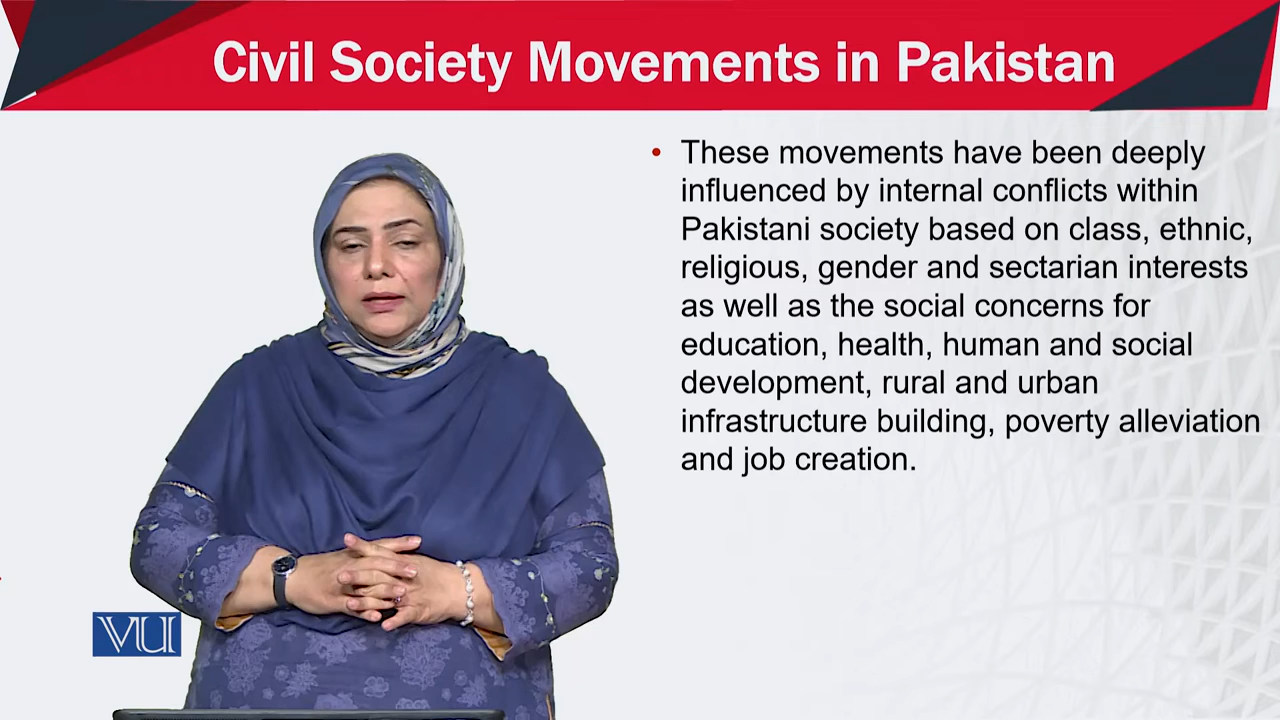 Civil Society Movements in Pakistan
• These movements have been deeply
influenced by internal conflicts within
Pakistani society based on class, ethnic,
religious, gender and sectarian interests
as well as the social concerns for
education, health, human and social
development, rural and urban
infrastructure building, poverty alleviation
and job creation.
VU